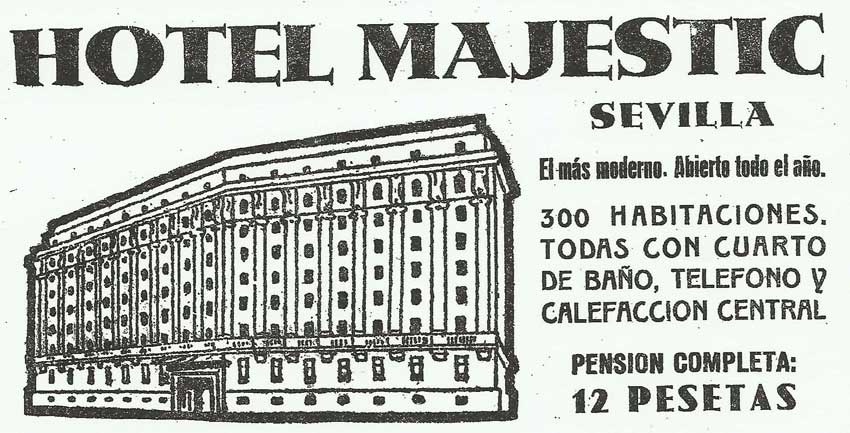 HOTEL MAJESTIC
SEVILLA
El más moderno. Abierto todo el año.
300 HABITACIONES.
TODAS CON CUARTO
DE BAÑO, TELEFONO Y
CALEFACCION CENTRAL
PENSION COMPLETA:
12 PESETAS